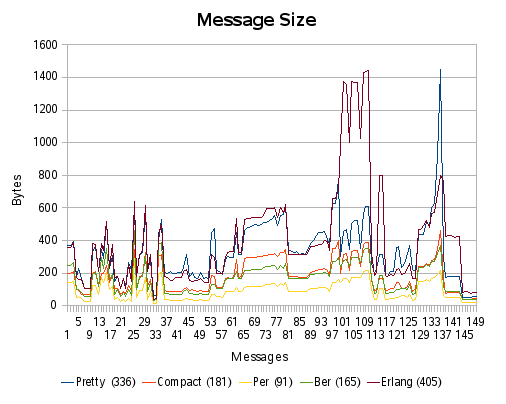 Message Size
1600
1400
1200
1000
800
600
400
200
0
Bytes
5 13 21 29 37 45 53 61 69 77 85 93 101 109 117 125 133 141 149
1 9 17 25 33 41 49 57 65 73 81 89 97 105 113 121 129 137 145
Messages
Pretty (336) Compact (181) Per (91) Ber (165) Erlang (405)